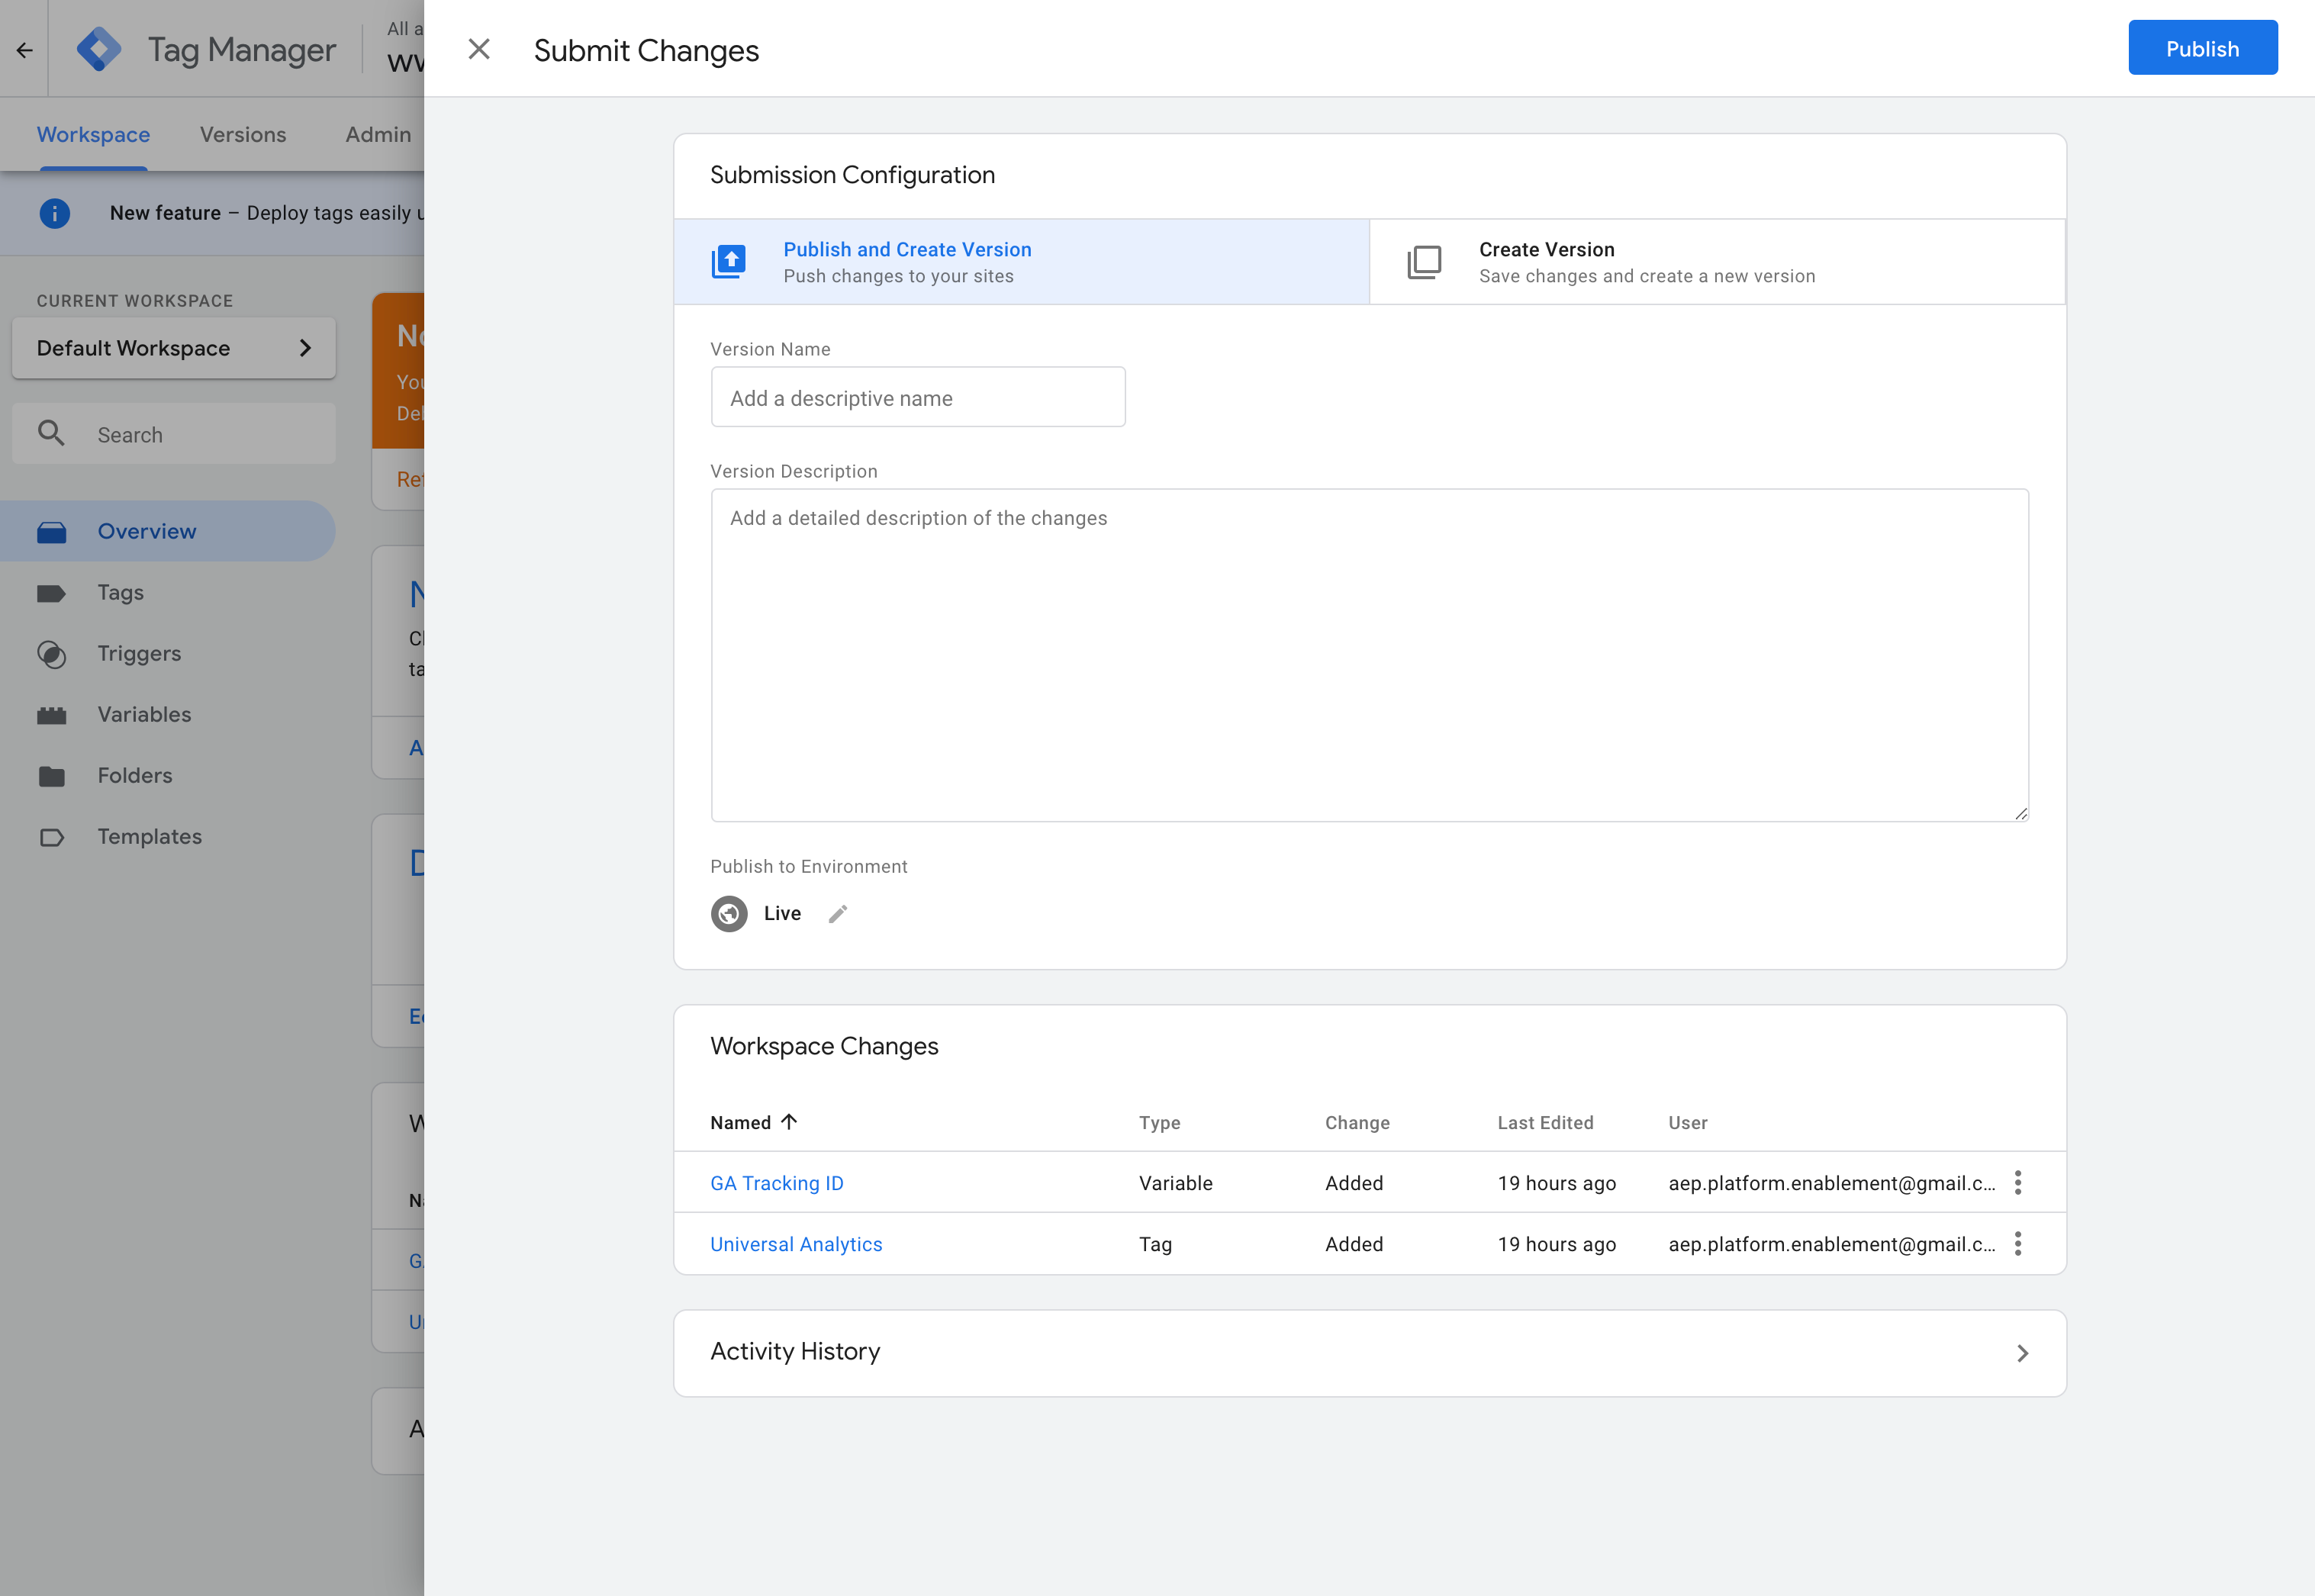 Tag Manager
All a
Submit Changes
Publish
Workspace
Versions
Admin
New feature – Deploy tags easily
CURRENT WORKSPACE
Default Workspace
Search
Overview
Tags
Triggers
Variables
Folders
Templates
Submission Configuration
Publish and Create Version
Push changes to your sites
Create Version
Save changes and create a new version
Version Name
Add a descriptive name
Version Description
Add a detailed description of the changes
Publish to Environment
Live
Workspace Changes
Named
Type
Change
Last Edited
User
GA Tracking ID
Variable
Added
19 hours ago
aep.platform.enablement@gmail.c...
Universal Analytics
Tag
Added
19 hours ago
aep.platform.enablement@gmail.c...
Activity History